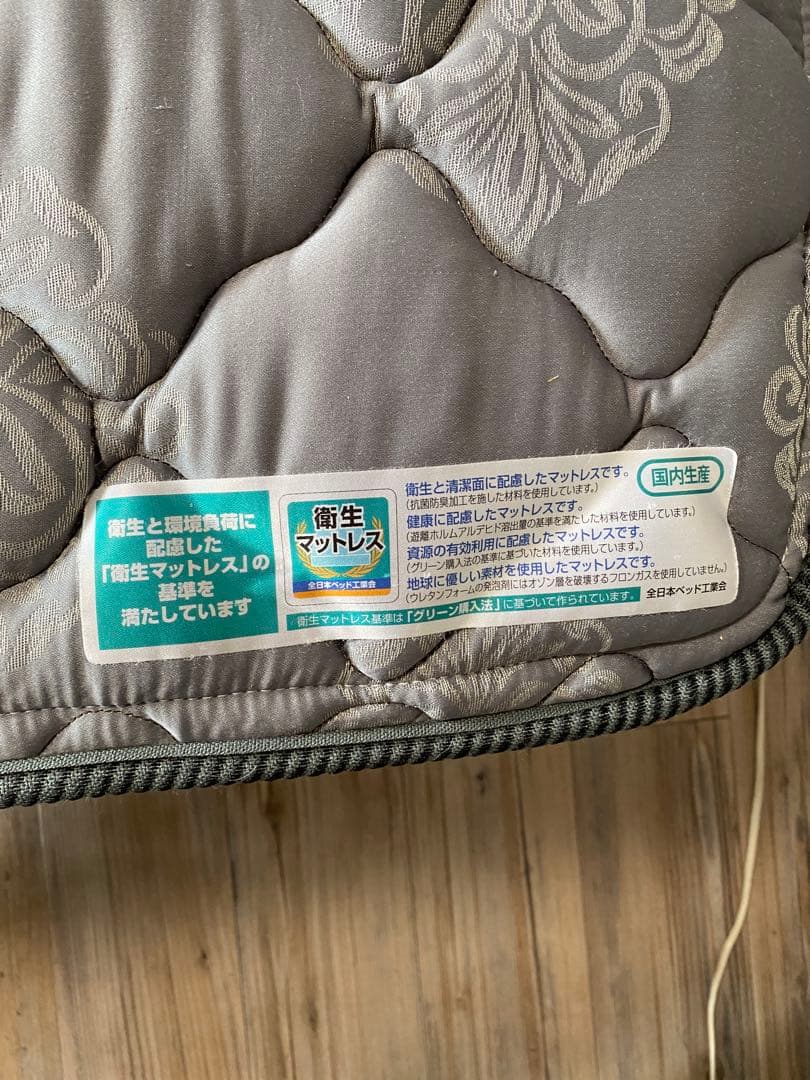 衛生と環境負荷に
配慮した
「衛生マットレス」の
基準を
満たしています
衛生
マットレス
全日本ベッド工業会
衛生と清潔面に配慮したマットレスです。
(抗菌防臭加工を施した材料を使用しています。)
健康に配慮したマットレスです。
(遊離ホルムアルデヒド溶出量の基準を満たした材料を使用しています。)
資源の有効利用に配慮したマットレスです。
(グリーン購入法の基準に基づいた材料を使用しています。)
地球に優しい素材を使用したマットレスです。
(ウレタンフォームの発泡剤にはオゾン層を破壊するフロンガスを使用していません。)
衛生マットレス基準は「グリーン購入法」に基づいて作られています。
全日本ベッド工業会
国内生産